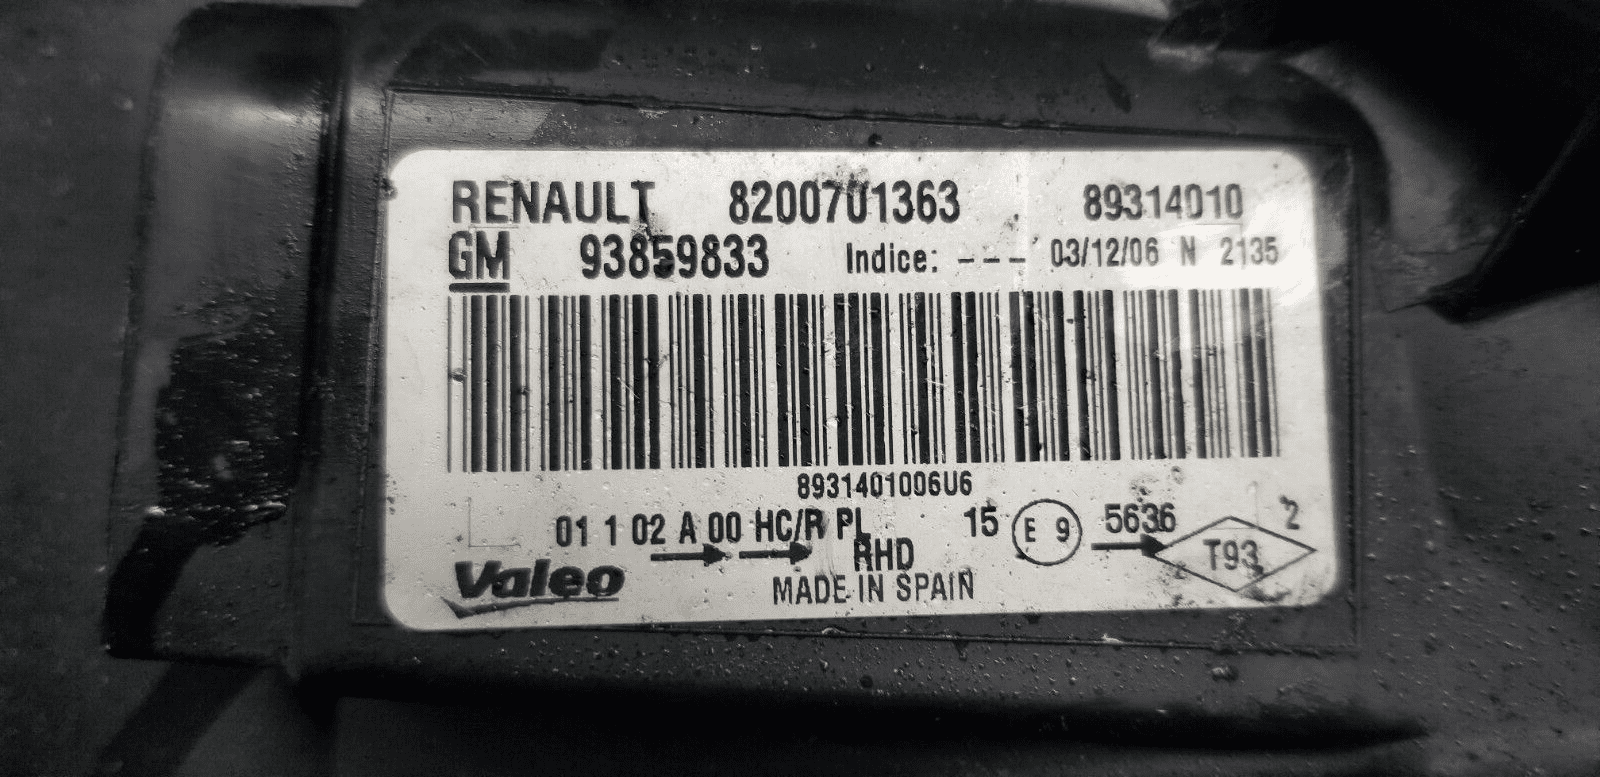 RENAULT 8200701363 89314010
GM 93859833 Indice: --- 03/12/06 N 2135
8931401006U6
01 1 02 A 00 HC/R PL 15 E 9 5636 2
RHD T93
Valeo MADE IN SPAIN